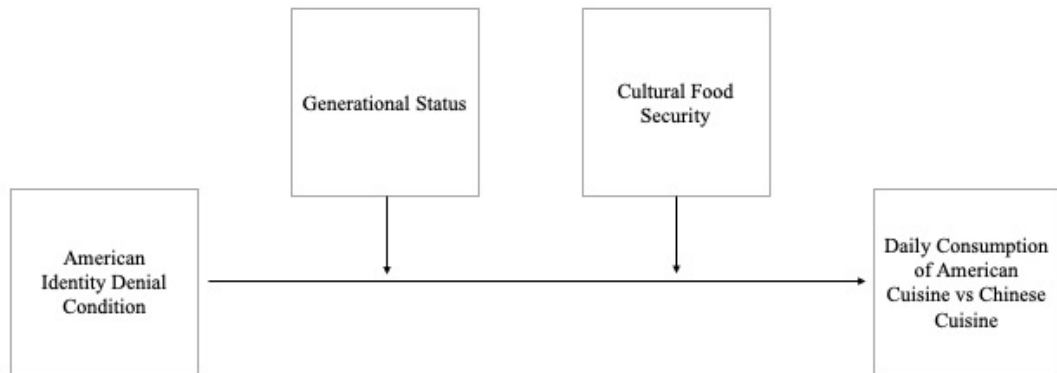 Generational Status
Cultural Food
Security
American
Identity Denial
Condition
Daily Consumption
of American
Cuisine vs Chinese
Cuisine